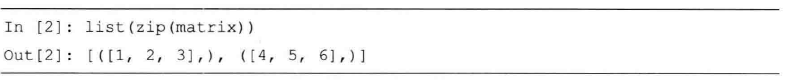 In [2]: list(zip(matrix))
Out[2]: [([1, 2, 3],), ([4, 5, 6],)]